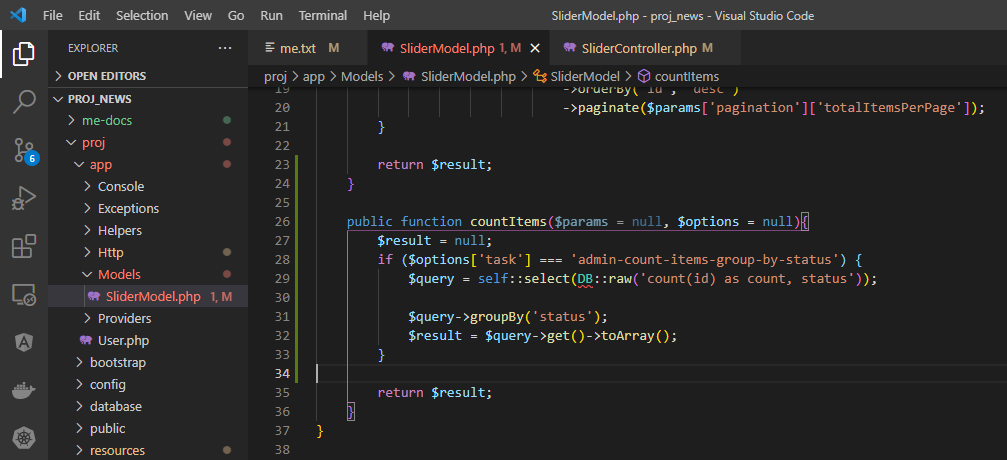 File Edit Selection View Go Run Terminal Help SliderModel.php - proj_news - Visual Studio Code
EXPLORER ···
me.txt M SliderModel.php 1, M × SliderController.php M
proj > app > Models > SliderModel.php > SliderModel > countItems
OPEN EDITORS
PROJ_NEWS
me-docs
proj
app
Console
Exceptions
Helpers
Http
Models
SliderModel.php 1, M
Providers
User.php
bootstrap
config
database
public
resources
6
19 ->orderBy('id', 'desc')
20 ->paginate($params['pagination']['totalItemsPerPage']);
21 }
22
23 return $result;
24 }
25
26 public function countItems($params = null, $options = null){
27 $result = null;
28 if ($options['task'] === 'admin-count-items-group-by-status') {
29 $query = self::select(DB::raw('count(id) as count, status'));
30
31 $query->groupBy('status');
32 $result = $query->get()->toArray();
33 }
34
35 return $result;
36 }
37 }
38